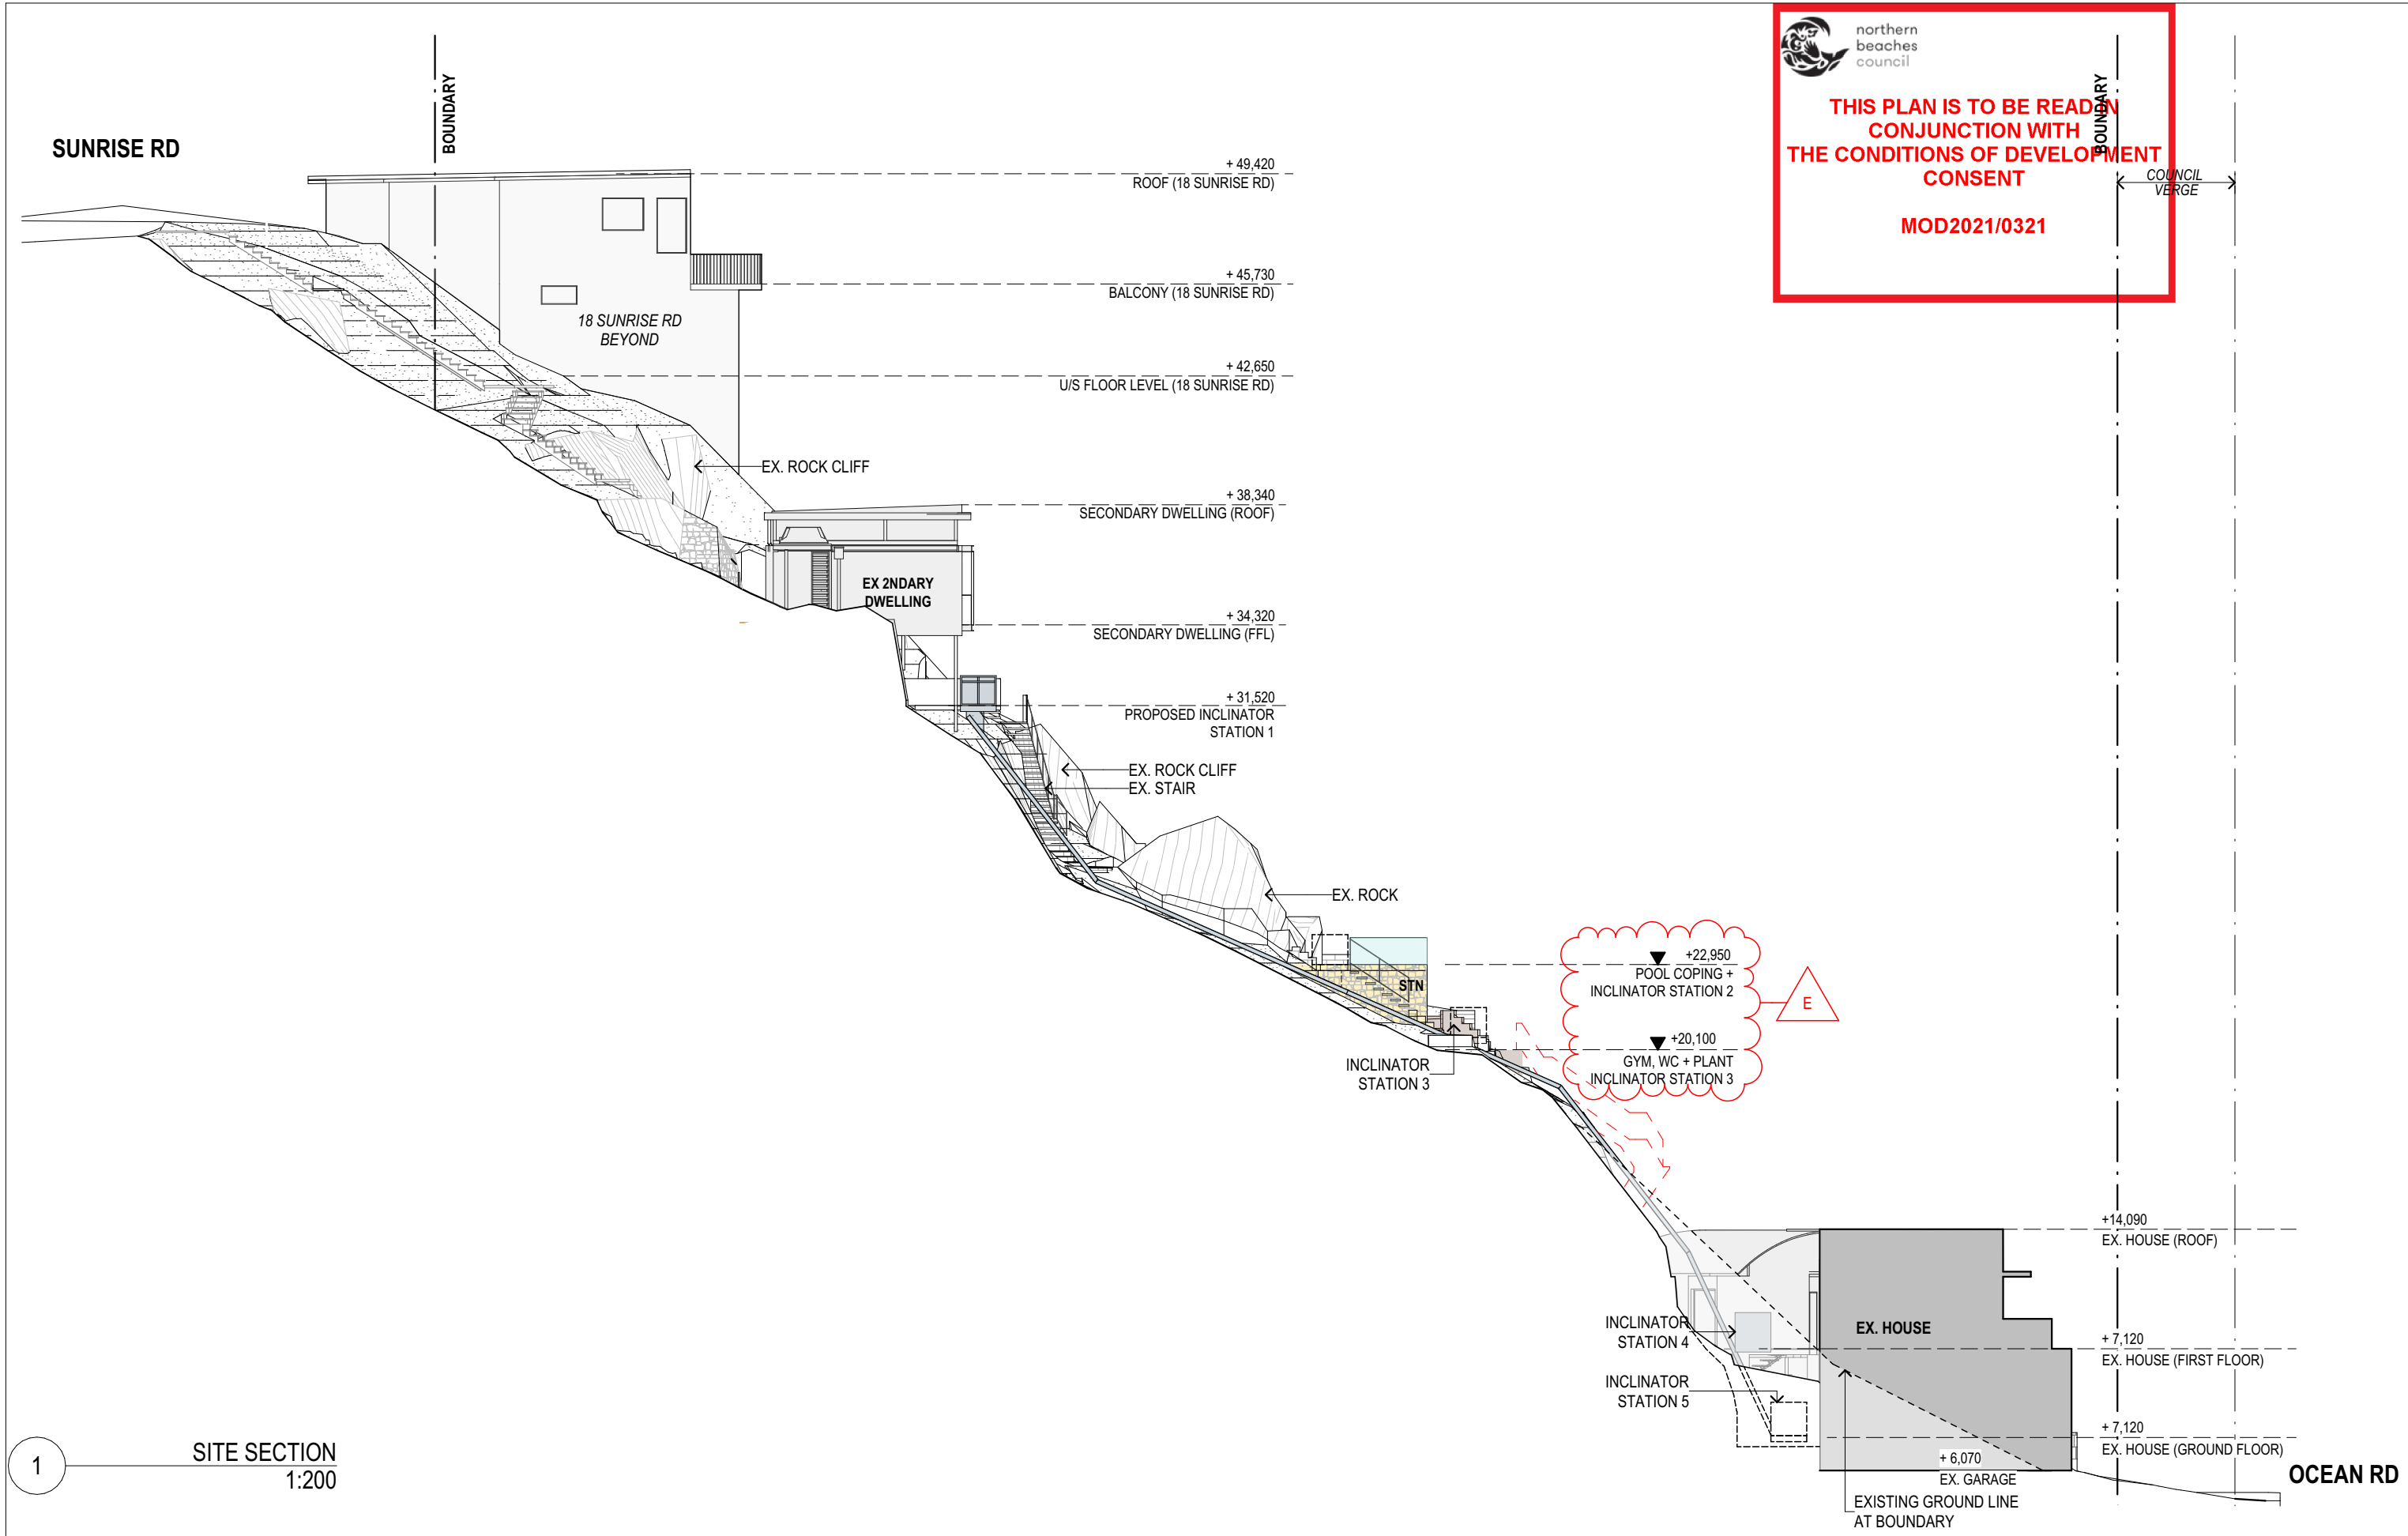 northern
beaches
council
THIS PLAN IS TO BE READ IN
CONJUNCTION WITH
THE CONDITIONS OF DEVELOPMENT
CONSENT
MOD2021/0321
BOUNDARY
BOUNDARY
COUNCIL
VERGE
SUNRISE RD
+ 49,420
ROOF (18 SUNRISE RD)
+ 45,730
BALCONY (18 SUNRISE RD)
18 SUNRISE RD
BEYOND
+ 42,650
U/S FLOOR LEVEL (18 SUNRISE RD)
EX. ROCK CLIFF
+ 38,340
SECONDARY DWELLING (ROOF)
EX 2NDARY
DWELLING
+ 34,320
SECONDARY DWELLING (FFL)
+ 31,520
PROPOSED INCLINATOR
STATION 1
EX. ROCK CLIFF
EX. STAIR
EX. ROCK
STN
+22,950
POOL COPING +
INCLINATOR STATION 2
E
+20,100
GYM, WC + PLANT
INCLINATOR STATION 3
INCLINATOR
STATION 3
+14,090
EX. HOUSE (ROOF)
INCLINATOR
STATION 4
EX. HOUSE
+ 7,120
EX. HOUSE (FIRST FLOOR)
INCLINATOR
STATION 5
+ 7,120
EX. HOUSE (GROUND FLOOR)
+ 6,070
EX. GARAGE
EXISTING GROUND LINE
AT BOUNDARY
OCEAN RD
1
SITE SECTION
1:200